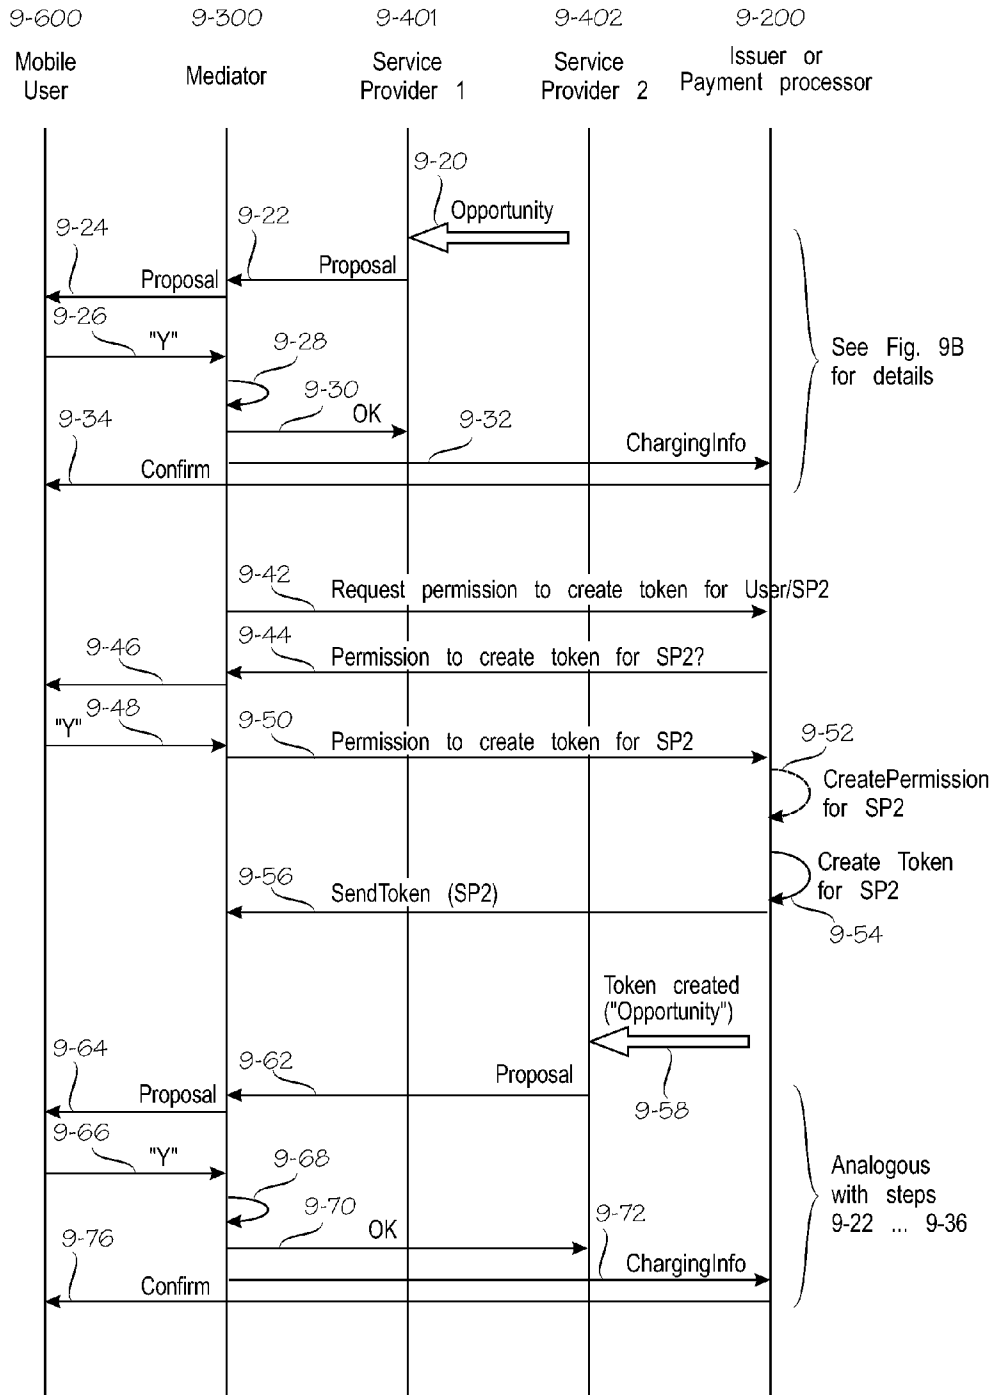 9-600
9-300
9-401
9-402
9-200
Mobile
User
Mediator
Service
Provider 1
Service
Provider 2
Issuer or
Payment processor
9-20
Opportunity
9-22
9-24
Proposal
Proposal
9-26
"Y"
9-28
See Fig. 9B
for details
9-30
OK
9-34
9-32
ChargingInfo
Confirm
9-42
Request permission to create token for User/SP2
9-44
9-46
Permission to create token for SP2?
9-48
"Y"
9-50
Permission to create token for SP2
9-52
CreatePermission
for SP2
Create Token
for SP2
9-56
SendToken (SP2)
9-54
Token created
("Opportunity")
9-64
9-62
Proposal
Proposal
9-58
9-66
"Y"
9-68
Analogous
with steps
9-22 ... 9-36
9-70
OK
9-72
9-76
ChargingInfo
Confirm